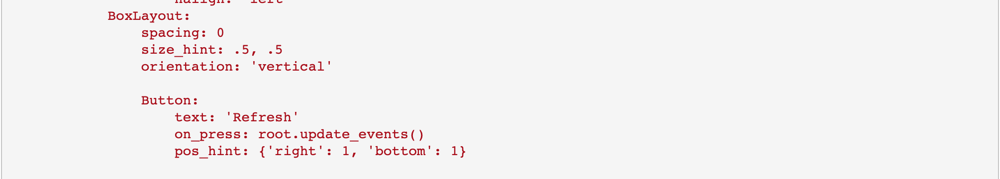 BoxLayout:
spacing: 0
size_hint: .5, .5
orientation: 'vertical'
Button:
text: 'Refresh'
on_press: root.update_events()
pos_hint: {'right': 1, 'bottom': 1}